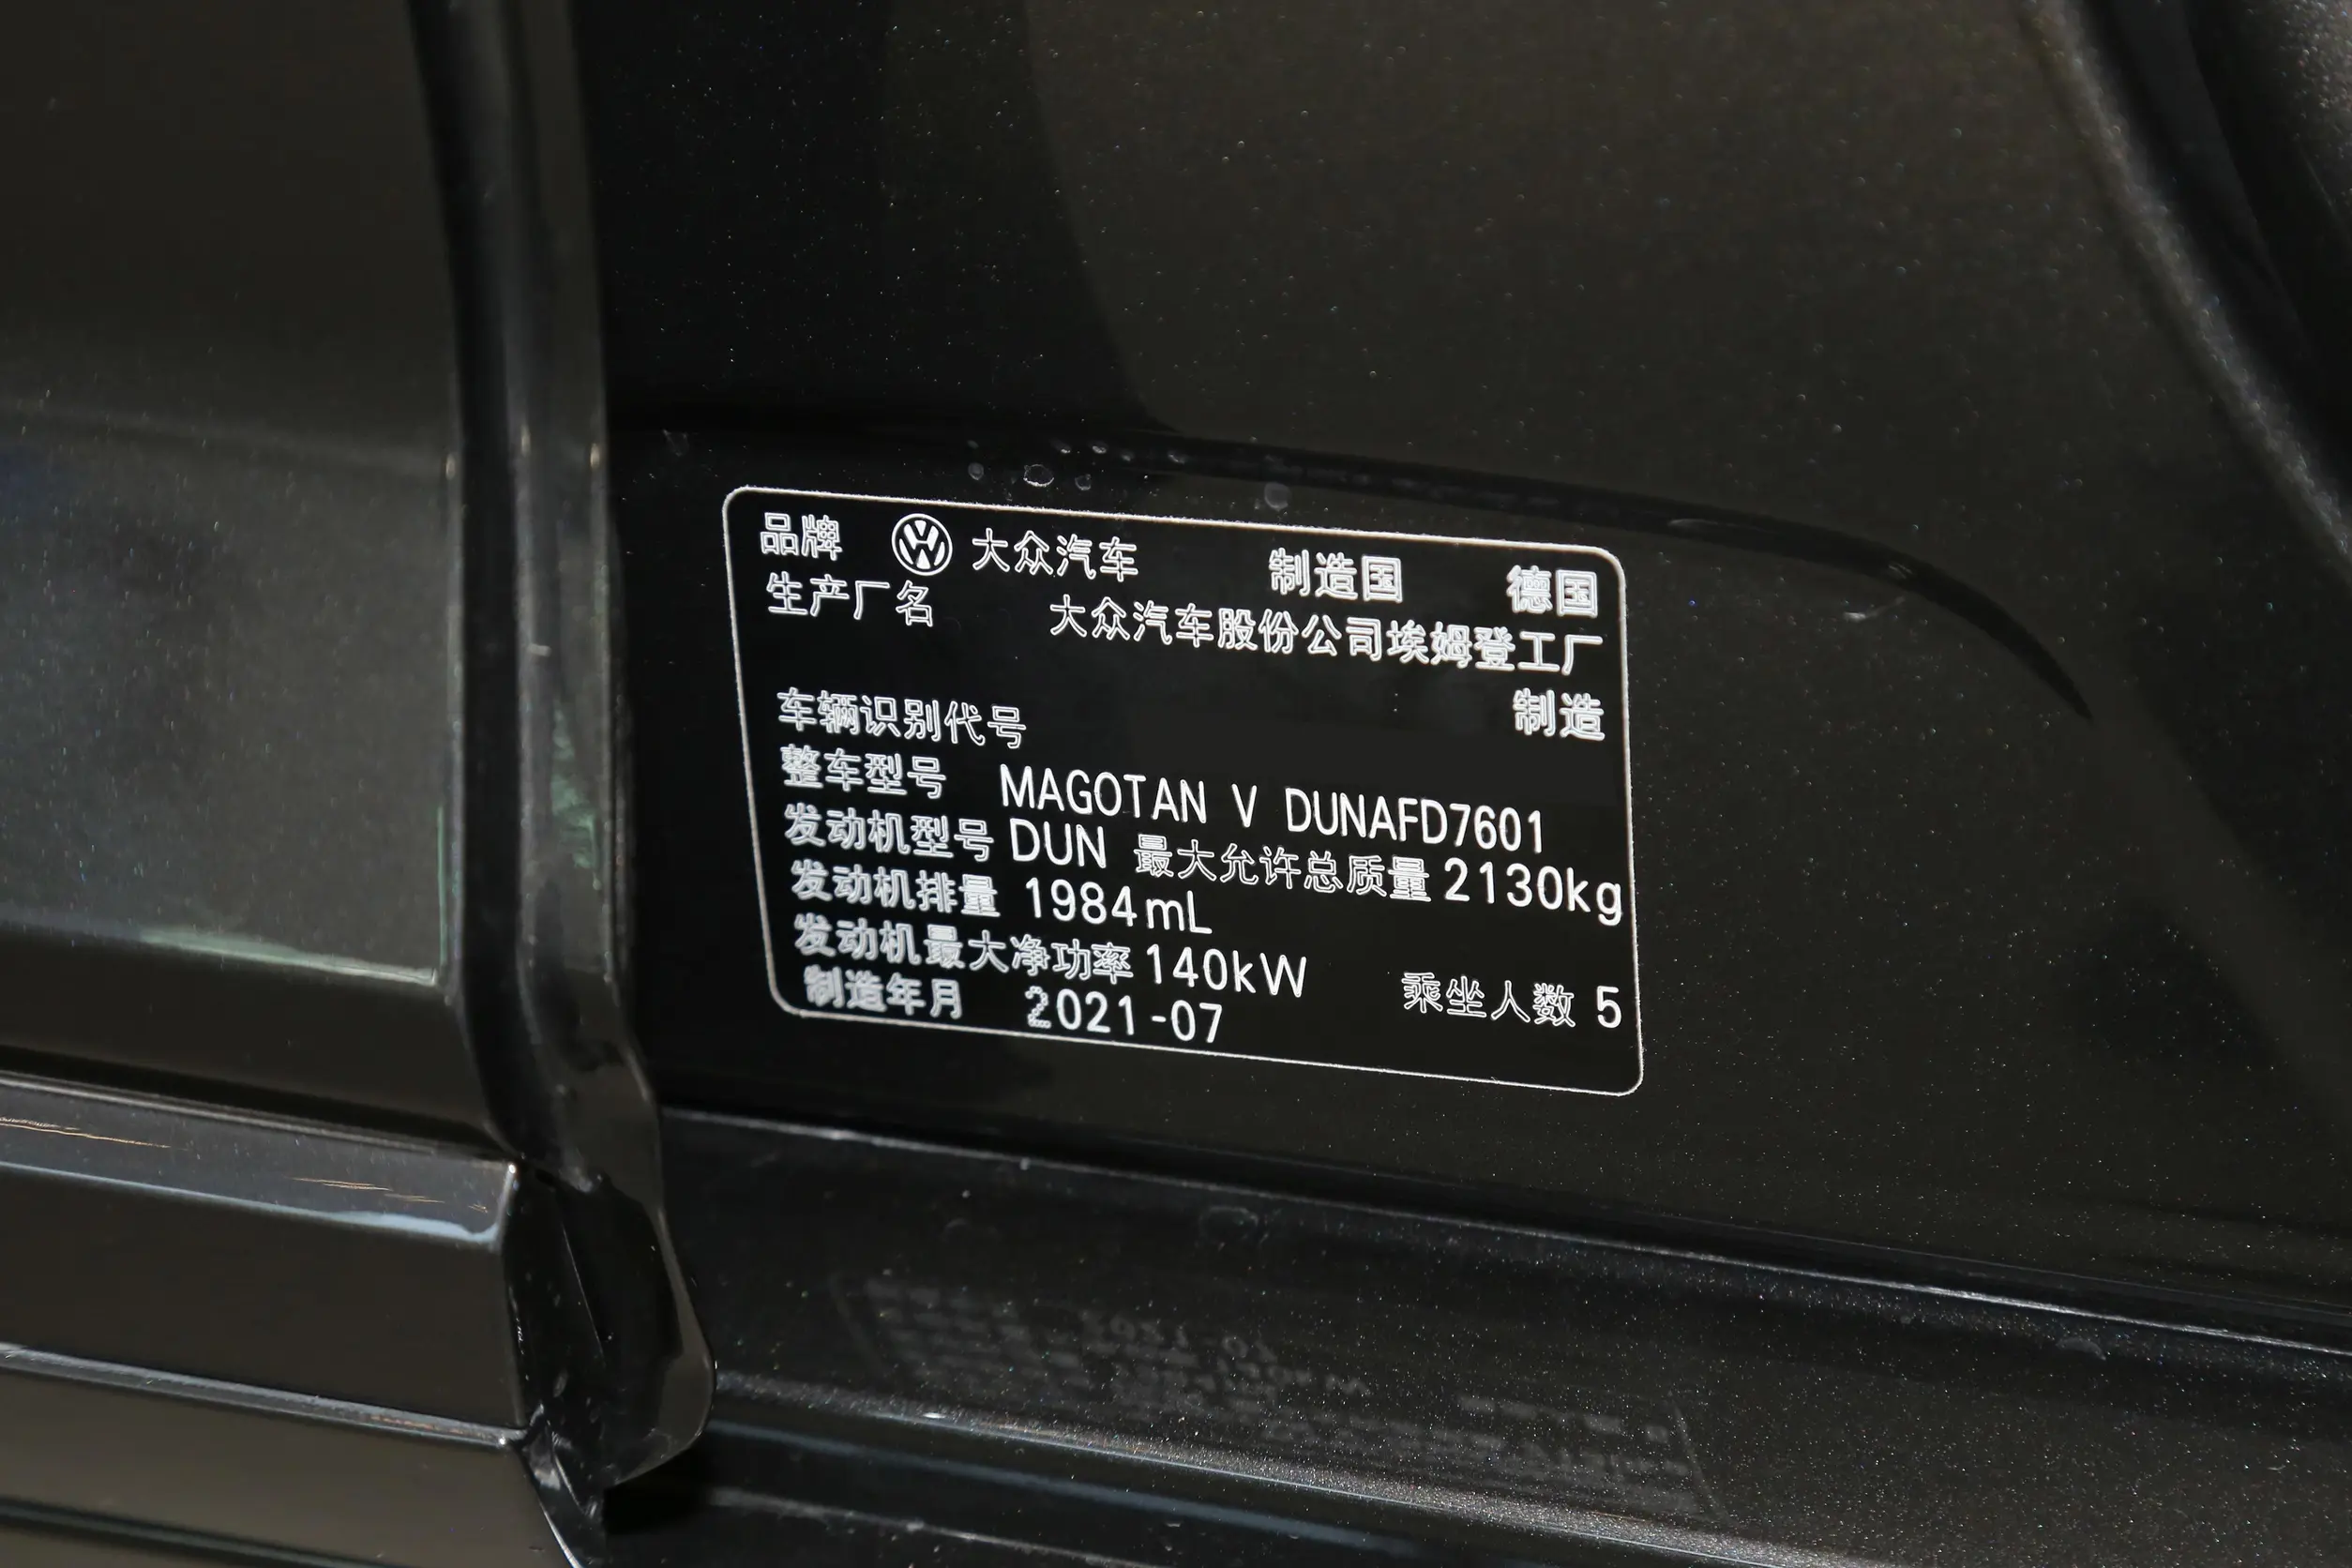 品牌 大众汽车 制造国 德国
生产厂名 大众汽车股份公司埃姆登工厂
制造
车辆识别代号
整车型号 MAGOTAN V DUNAFD7601
发动机型号 DUN 最大允许总质量 2130kg
发动机排量 1984mL
发动机最大净功率 140kW 乘坐人数 5
制造年月 2021-07